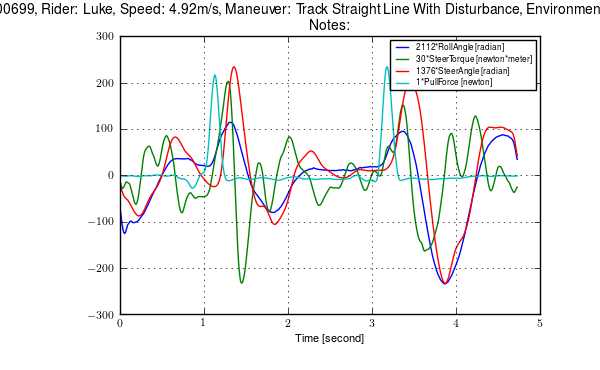 00699, Rider: Luke, Speed: 4.92m/s, Maneuver: Track Straight Line With Disturbance, Environmen
Notes:
2112*RollAngle [radian]
30*SteerTorque [newton*meter]
1376*SteerAngle [radian]
1*PullForce [newton]
300
200
100
0
−100
−200
−300
0 1 2 3 4 5
Time [second]